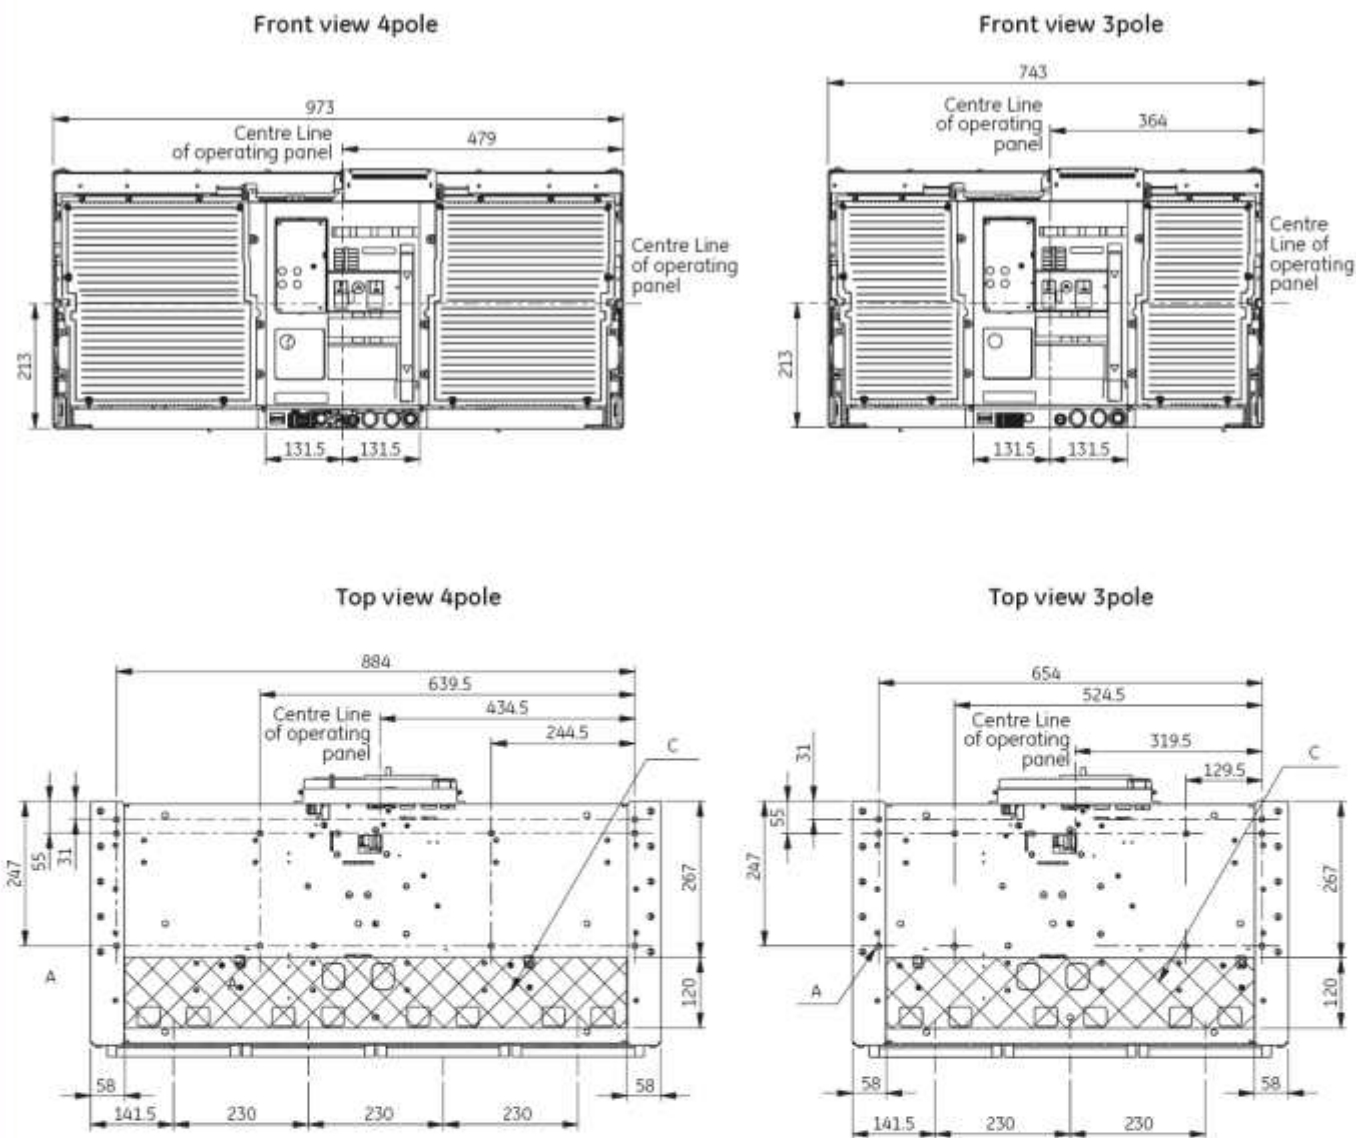 Front view 4pole
973
Centre Line
of operating panel
479
Centre Line
of operating
panel
213
131.5
131.5
Front view 3pole
743
Centre Line
of operating
panel
364
Centre
Line of
operating
panel
213
131.5
131.5
Top view 4pole
884
639.5
Centre Line
of operating
panel
434.5
244.5
C
247
55
31
267
A
A
120
58
58
141.5
230
230
230
Top view 3pole
654
524.5
Centre Line
of operating
panel
319.5
129.5
C
31
55
247
267
A
120
58
58
141.5
230
230